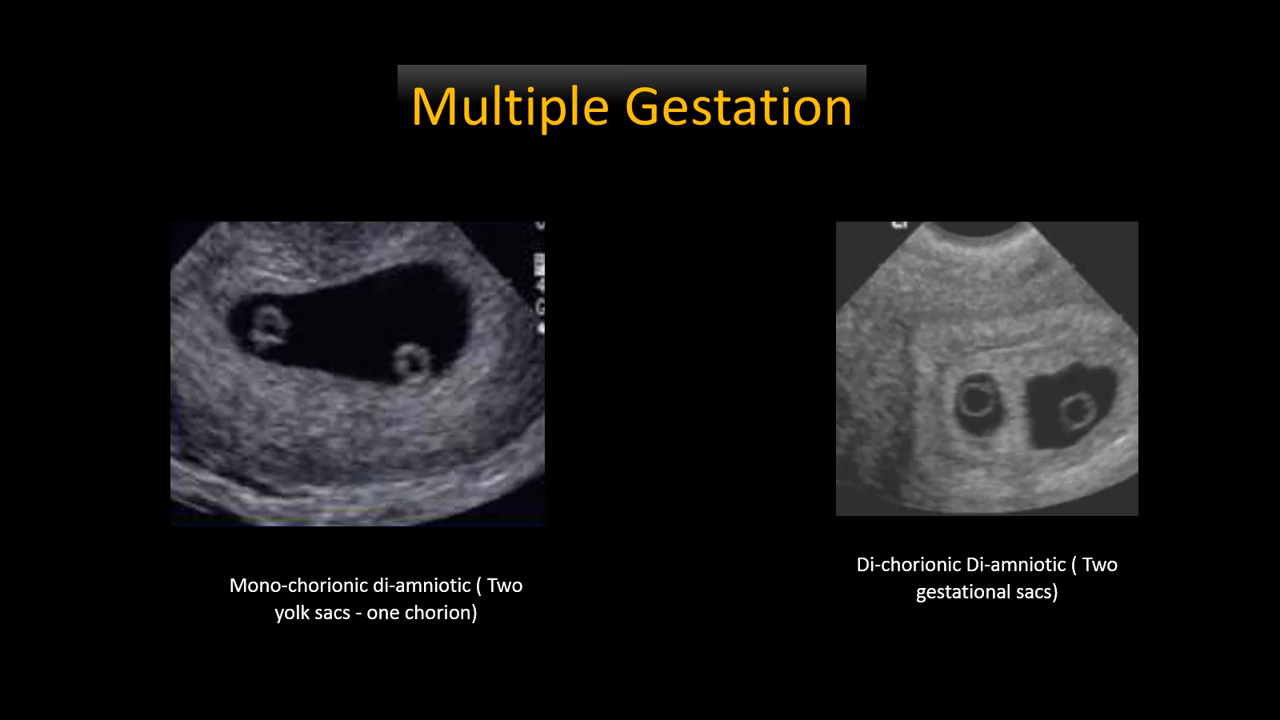 Multiple Gestation
Mono-chorionic di-amniotic ( Two
yolk sacs - one chorion)
Di-chorionic Di-amniotic ( Two
gestational sacs)